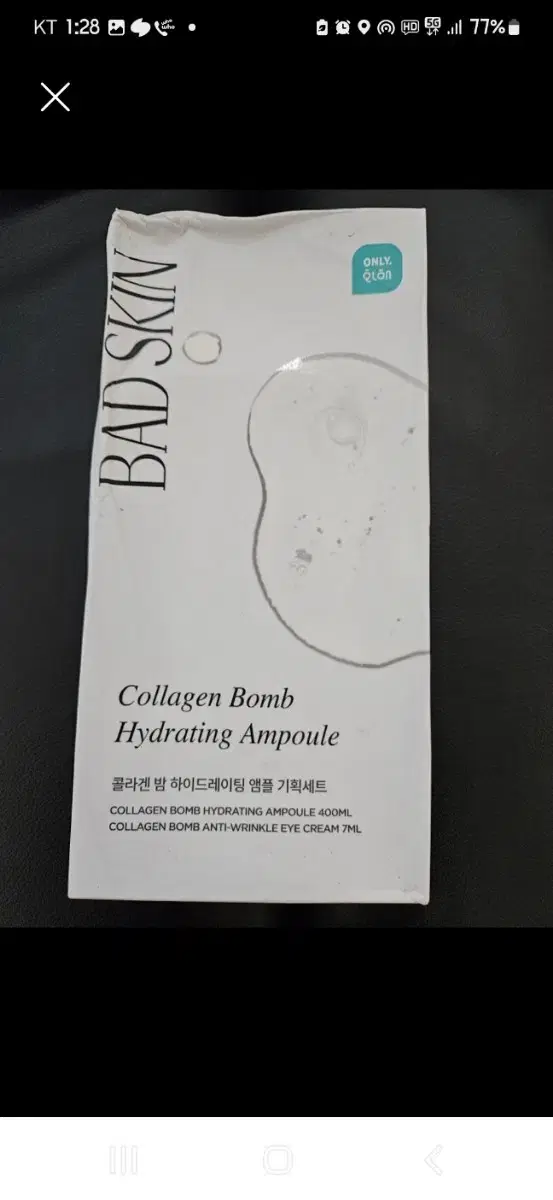 KT 1:28
HD 5G 77%
BAD SKIN
ONLY.
Collagen Bomb
Hydrating Ampoule
콜라겐 밤 하이드레이팅 앰플 기획세트
COLLAGEN BOMB HYDRATING AMPOULE 400ML
COLLAGEN BOMB ANTI-WRINKLE EYE CREAM 7ML